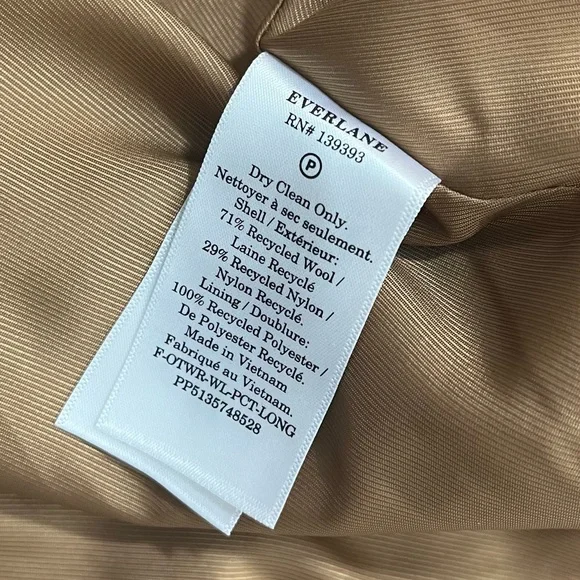 EVERLANE
RN# 139393
P
Dry Clean Only.
Nettoyer à sec seulement.
Shell / Extérieur:
71% Recycled Wool /
Laine Recyclé
29% Recycled Nylon /
Nylon Recyclé.
Lining / Doublure:
100% Recycled Polyester /
De Polyester Recyclé.
Made in Vietnam
Fabriqué au Vietnam.
F-OTWR-WL-PCT-LONG
PP5135748528